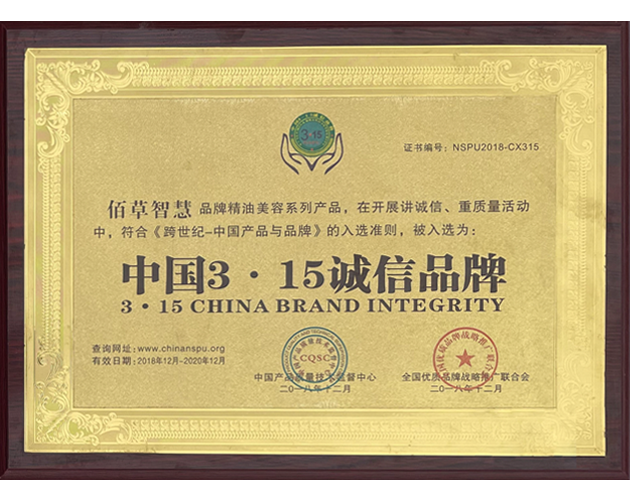 3·15
证书编号：NSPU2018-CX315
佰草智慧 品牌精油美容系列产品，在开展讲诚信、重质量活动
中，符合《跨世纪-中国产品与品牌》的入选准则，被入选为：
中国3·15诚信品牌
3·15 CHINA BRAND INTEGRITY
查询网址：www.chinanspu.org
有效日期：2018年12月-2020年12月
CQSC
中国产品质量技术监督中心
二〇一八年十二月
全国优质品牌战略推广联合会
二〇一八年十二月